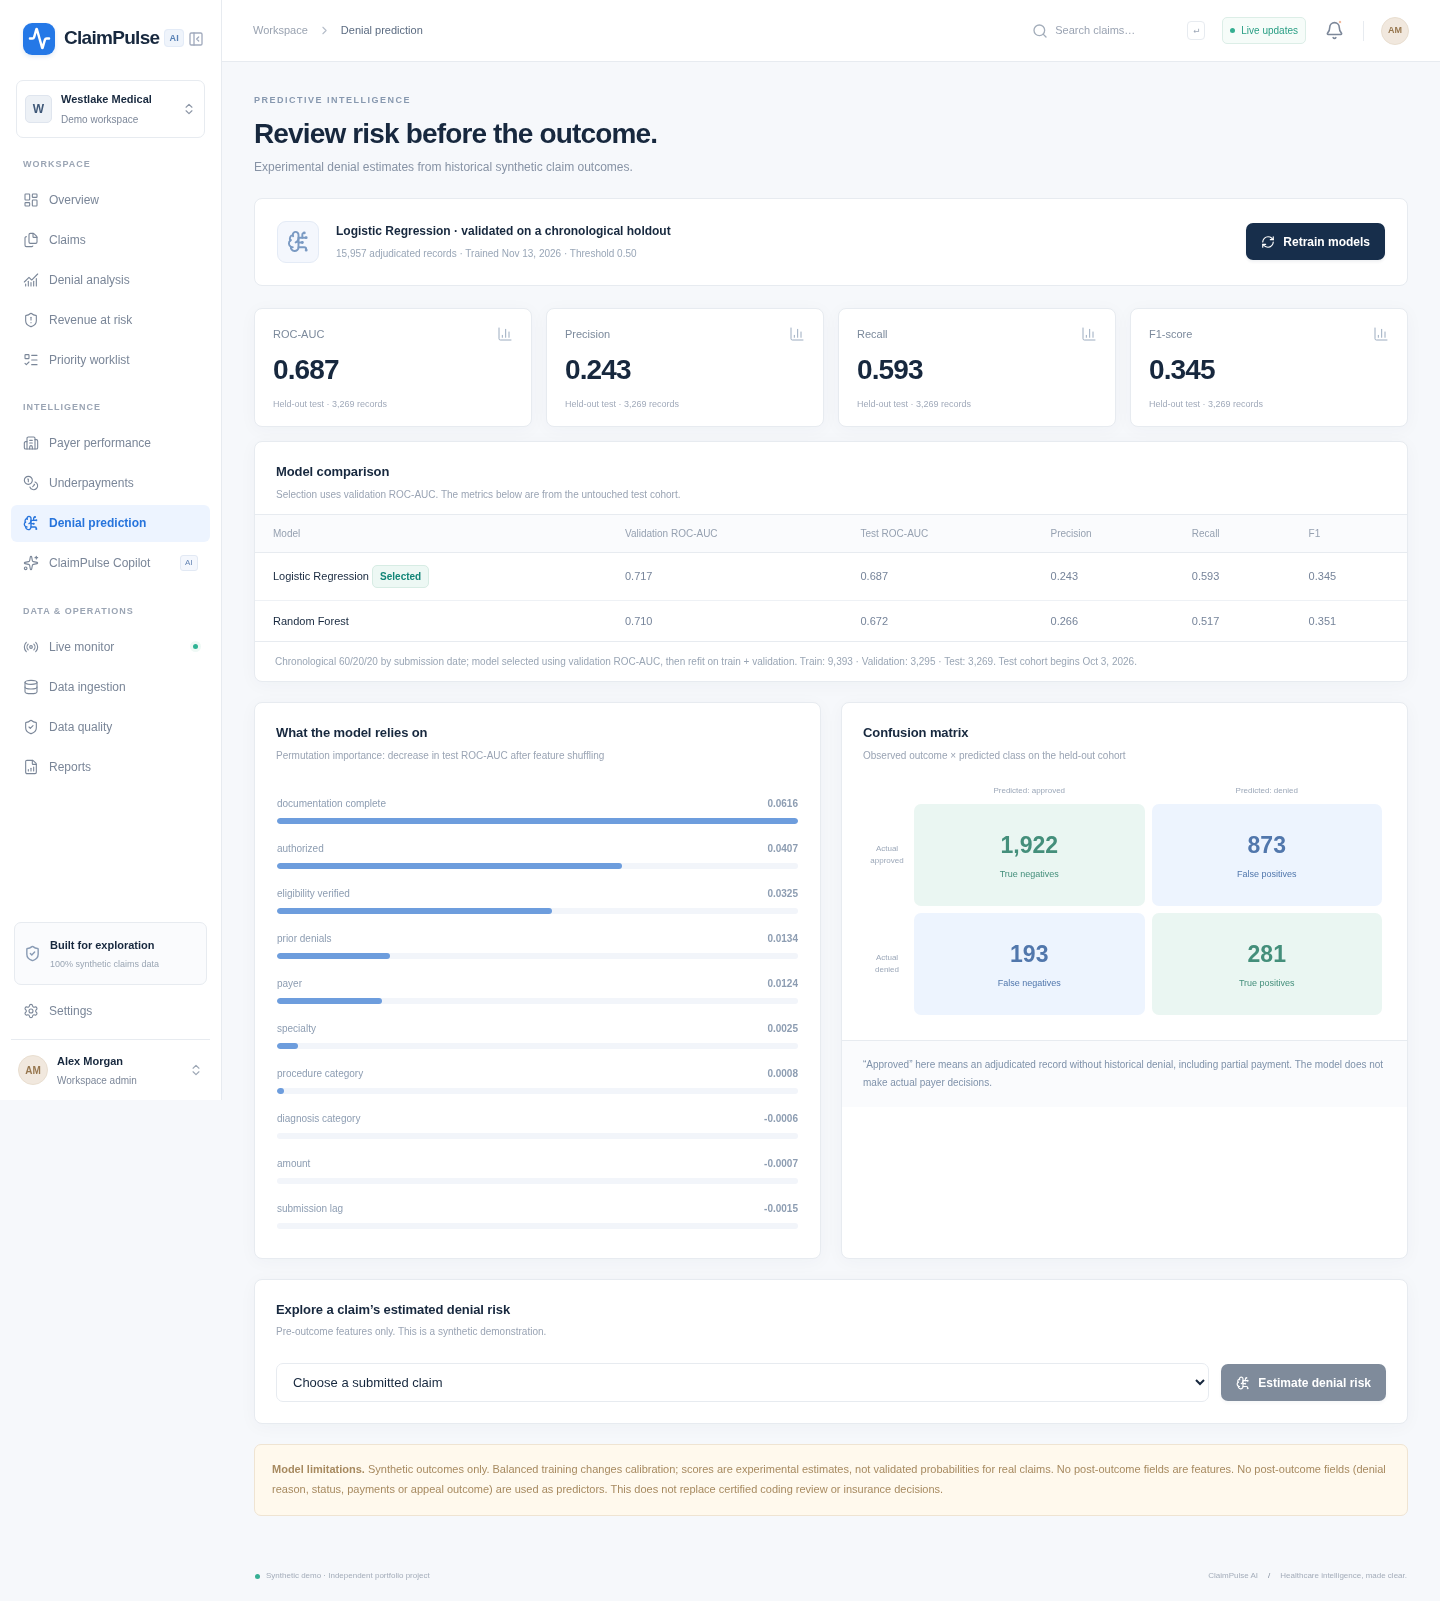 ClaimPulse AI
W
Westlake Medical
Demo workspace
WORKSPACE
Overview
Claims
Denial analysis
Revenue at risk
Priority worklist
INTELLIGENCE
Payer performance
Underpayments
Denial prediction
ClaimPulse Copilot AI
DATA & OPERATIONS
Live monitor
Data ingestion
Data quality
Reports
Built for exploration
100% synthetic claims data
Settings
AM
Alex Morgan
Workspace admin
Workspace Denial prediction
Search claims…
↵
Live updates
AM
PREDICTIVE INTELLIGENCE
Review risk before the outcome.
Experimental denial estimates from historical synthetic claim outcomes.
Logistic Regression · validated on a chronological holdout
15,957 adjudicated records · Trained Nov 13, 2026 · Threshold 0.50
Retrain models
ROC-AUC
0.687
Held-out test · 3,269 records
Precision
0.243
Held-out test · 3,269 records
Recall
0.593
Held-out test · 3,269 records
F1-score
0.345
Held-out test · 3,269 records
Model comparison
Selection uses validation ROC-AUC. The metrics below are from the untouched test cohort.
Model Validation ROC-AUC Test ROC-AUC Precision Recall F1
Logistic Regression Selected 0.717 0.687 0.243 0.593 0.345
Random Forest 0.710 0.672 0.266 0.517 0.351
Chronological 60/20/20 by submission date; model selected using validation ROC-AUC, then refit on train + validation. Train: 9,393 · Validation: 3,295 · Test: 3,269. Test cohort begins Oct 3, 2026.
What the model relies on
Permutation importance: decrease in test ROC-AUC after feature shuffling
documentation complete 0.0616
authorized 0.0407
eligibility verified 0.0325
prior denials 0.0134
payer 0.0124
specialty 0.0025
procedure category 0.0008
diagnosis category -0.0006
amount -0.0007
submission lag -0.0015
Confusion matrix
Observed outcome × predicted class on the held-out cohort
Predicted: approved Predicted: denied
Actual
approved
1,922
True negatives
873
False positives
Actual
denied
193
False negatives
281
True positives
“Approved” here means an adjudicated record without historical denial, including partial payment. The model does not
make actual payer decisions.
Explore a claim’s estimated denial risk
Pre-outcome features only. This is a synthetic demonstration.
Choose a submitted claim
Estimate denial risk
Model limitations. Synthetic outcomes only. Balanced training changes calibration; scores are experimental estimates, not validated probabilities for real claims. No post-outcome fields are features. No post-outcome fields (denial
reason, status, payments or appeal outcome) are used as predictors. This does not replace certified coding review or insurance decisions.
Synthetic demo · Independent portfolio project
ClaimPulse AI / Healthcare intelligence, made clear.